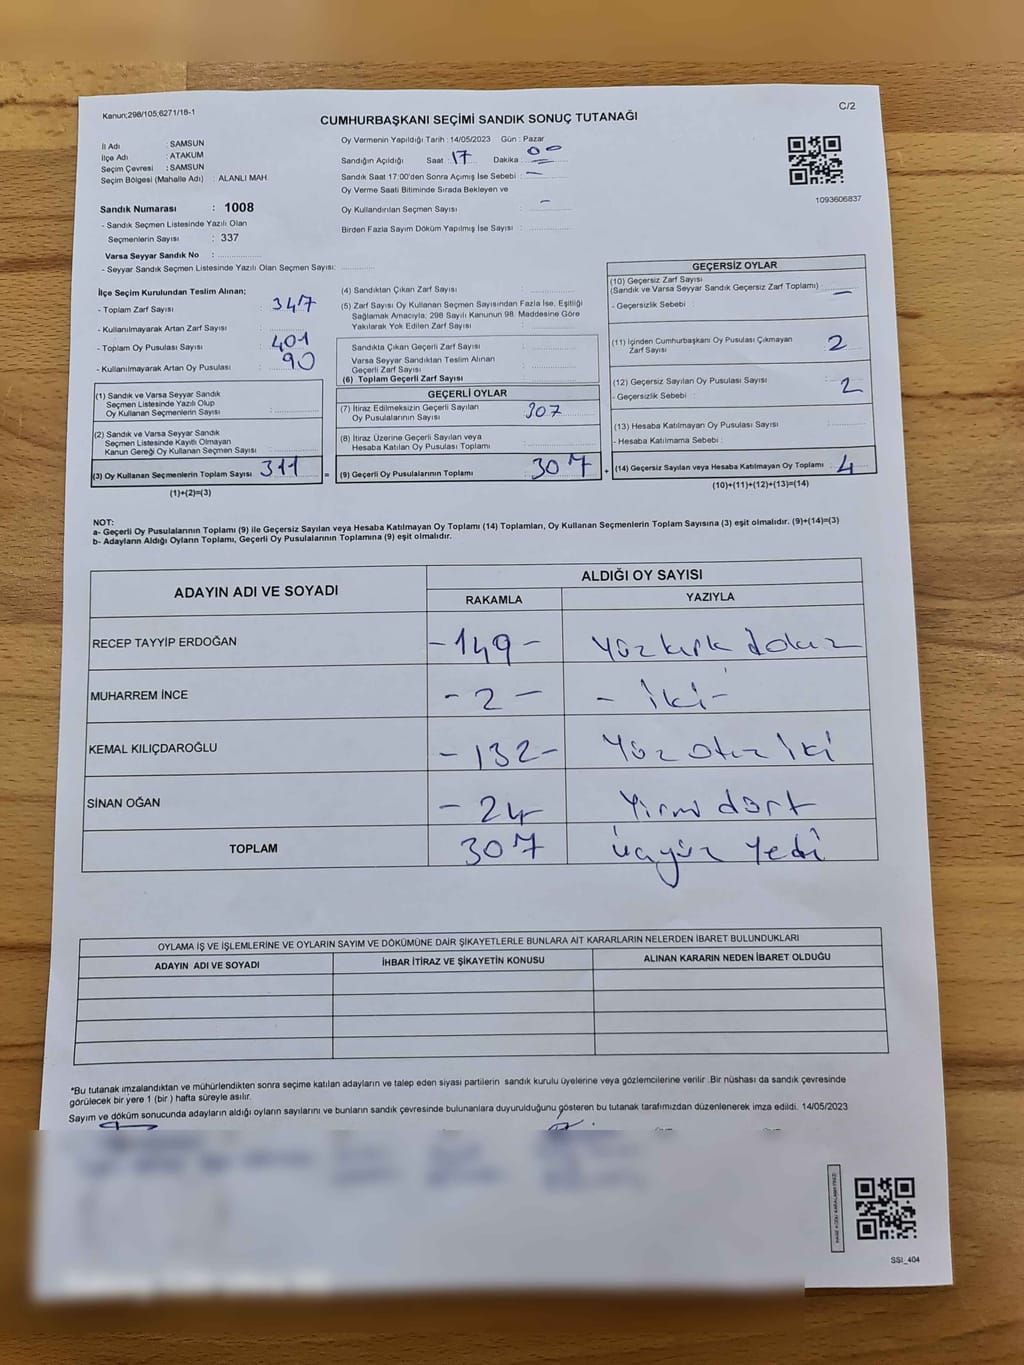 Kanun;298/105;6271/18-1
C/2
CUMHURBAŞKANI SEÇİMİ SANDIK SONUÇ TUTANAĞI
İl Adı : SAMSUN
İlçe Adı : ATAKUM
Seçim Çevresi : SAMSUN
Seçim Bölgesi (Mahalle Adı) : ALANLI MAH
Oy Vermenin Yapıldığı Tarih : 14/05/2023 Gün : Pazar
Sandığın Açıldığı Saat : 17 Dakika : 00
Sandık Saat 17:00'den Sonra Açımış İse Sebebi : -
Oy Verme Saati Bitiminde Sırada Bekleyen ve
Oy Kullandırılan Seçmen Sayısı : -
Birden Fazla Sayım Döküm Yapılmış İse Sayısı :
1093606837
Sandık Numarası : 1008
- Sandık Seçmen Listesinde Yazılı Olan
Seçmenlerin Sayısı : 337
Varsa Seyyar Sandık No :
- Seyyar Sandık Seçmen Listesinde Yazılı Olan Seçmen Sayısı:
İlçe Seçim Kurulundan Teslim Alınan;
- Toplam Zarf Sayısı : 347
- Kullanılmayarak Artan Zarf Sayısı :
- Toplam Oy Pusulası Sayısı : 401
- Kullanılmayarak Artan Oy Pusulası : 90
(1) Sandık ve Varsa Seyyar Sandık
Seçmen Listesinde Yazılı Olup
Oy Kullanan Seçmenlerin Sayısı :
(2) Sandık ve Varsa Seyyar Sandık
Seçmen Listesinde Kayıtlı Olmayan
Kanun Gereği Oy Kullanan Seçmen Sayısı :
(3) Oy Kullanan Seçmenlerin Toplam Sayısı : 311
(1)+(2)=(3)
=
(4) Sandıktan Çıkan Zarf Sayısı :
(5) Zarf Sayısı Oy Kullanan Seçmen Sayısından Fazla İse, Eşitliği
Sağlamak Amacıyla, 298 Sayılı Kanunun 98. Maddesine Göre
Yakılarak Yok Edilen Zarf Sayısı :
Sandıkta Çıkan Geçerli Zarf Sayısı :
Varsa Seyyar Sandıktan Teslim Alınan
Geçerli Zarf Sayısı :
(6) Toplam Geçerli Zarf Sayısı :
GEÇERLİ OYLAR
(7) İtiraz Edilmeksizin Geçerli Sayılan
Oy Pusulalarının Sayısı : 307
(8) İtiraz Üzerine Geçerli Sayılan veya
Hesaba Katılan Oy Pusulası Toplamı :
(9) Geçerli Oy Pusulalarının Toplamı : 307
+
GEÇERSİZ OYLAR
(10) Geçersiz Zarf Sayısı
(Sandık ve Varsa Seyyar Sandık Geçersiz Zarf Toplamı) : -
- Geçersizlik Sebebi :
(11) İçinden Cumhurbaşkanı Oy Pusulası Çıkmayan
Zarf Sayısı : 2
(12) Geçersiz Sayılan Oy Pusulası Sayısı : 2
- Geçersizlik Sebebi :
(13) Hesaba Katılmayan Oy Pusulası Sayısı :
- Hesaba Katılmama Sebebi :
(14) Geçersiz Sayılan veya Hesaba Katılmayan Oy Toplamı : 4
(10)+(11)+(12)+(13)=(14)
NOT:
a- Geçerli Oy Pusulalarının Toplamı (9) ile Geçersiz Sayılan veya Hesaba Katılmayan Oy Toplamı (14) Toplamları, Oy Kullanan Seçmenlerin Toplam Sayısına (3) eşit olmalıdır. (9)+(14)=(3)
b- Adayların Aldığı Oyların Toplamı, Geçerli Oy Pusulalarının Toplamına (9) eşit olmalıdır.
ADAYIN ADI VE SOYADI
ALDIĞI OY SAYISI
RAKAMLA YAZIYLA
RECEP TAYYİP ERDOĞAN -149- Yüz kırk dokuz
MUHARREM İNCE -2- -iki-
KEMAL KILIÇDAROĞLU -132- Yüz otuz iki
SİNAN OĞAN -24 Yirmi dört
TOPLAM 307 üçyüz yedi
OYLAMA İŞ VE İŞLEMLERİNE VE OYLARIN SAYIM VE DÖKÜMÜNE DAİR ŞİKAYETLERLE BUNLARA AİT KARARLARIN NELERDEN İBARET BULUNDUKLARI
ADAYIN ADI VE SOYADI İHBAR İTİRAZ VE ŞİKAYETİN KONUSU ALINAN KARARIN NEDEN İBARET OLDUĞU
*Bu tutanak imzalandıktan ve mühürlendikten sonra seçime katılan adayların ve talep eden siyasi partilerin sandık kurulu üyelerine veya gözlemcilerine verilir .Bir nüshası da sandık çevresinde
görülecek bir yere 1 (bir ) hafta süreyle asılır.
Sayım ve döküm sonucunda adayların aldığı oyların sayılarını ve bunların sandık çevresinde bulunanlara duyurulduğunu gösteren bu tutanak tarafımızdan düzenlenerek imza edildi. 14/05/2023
SSI_404